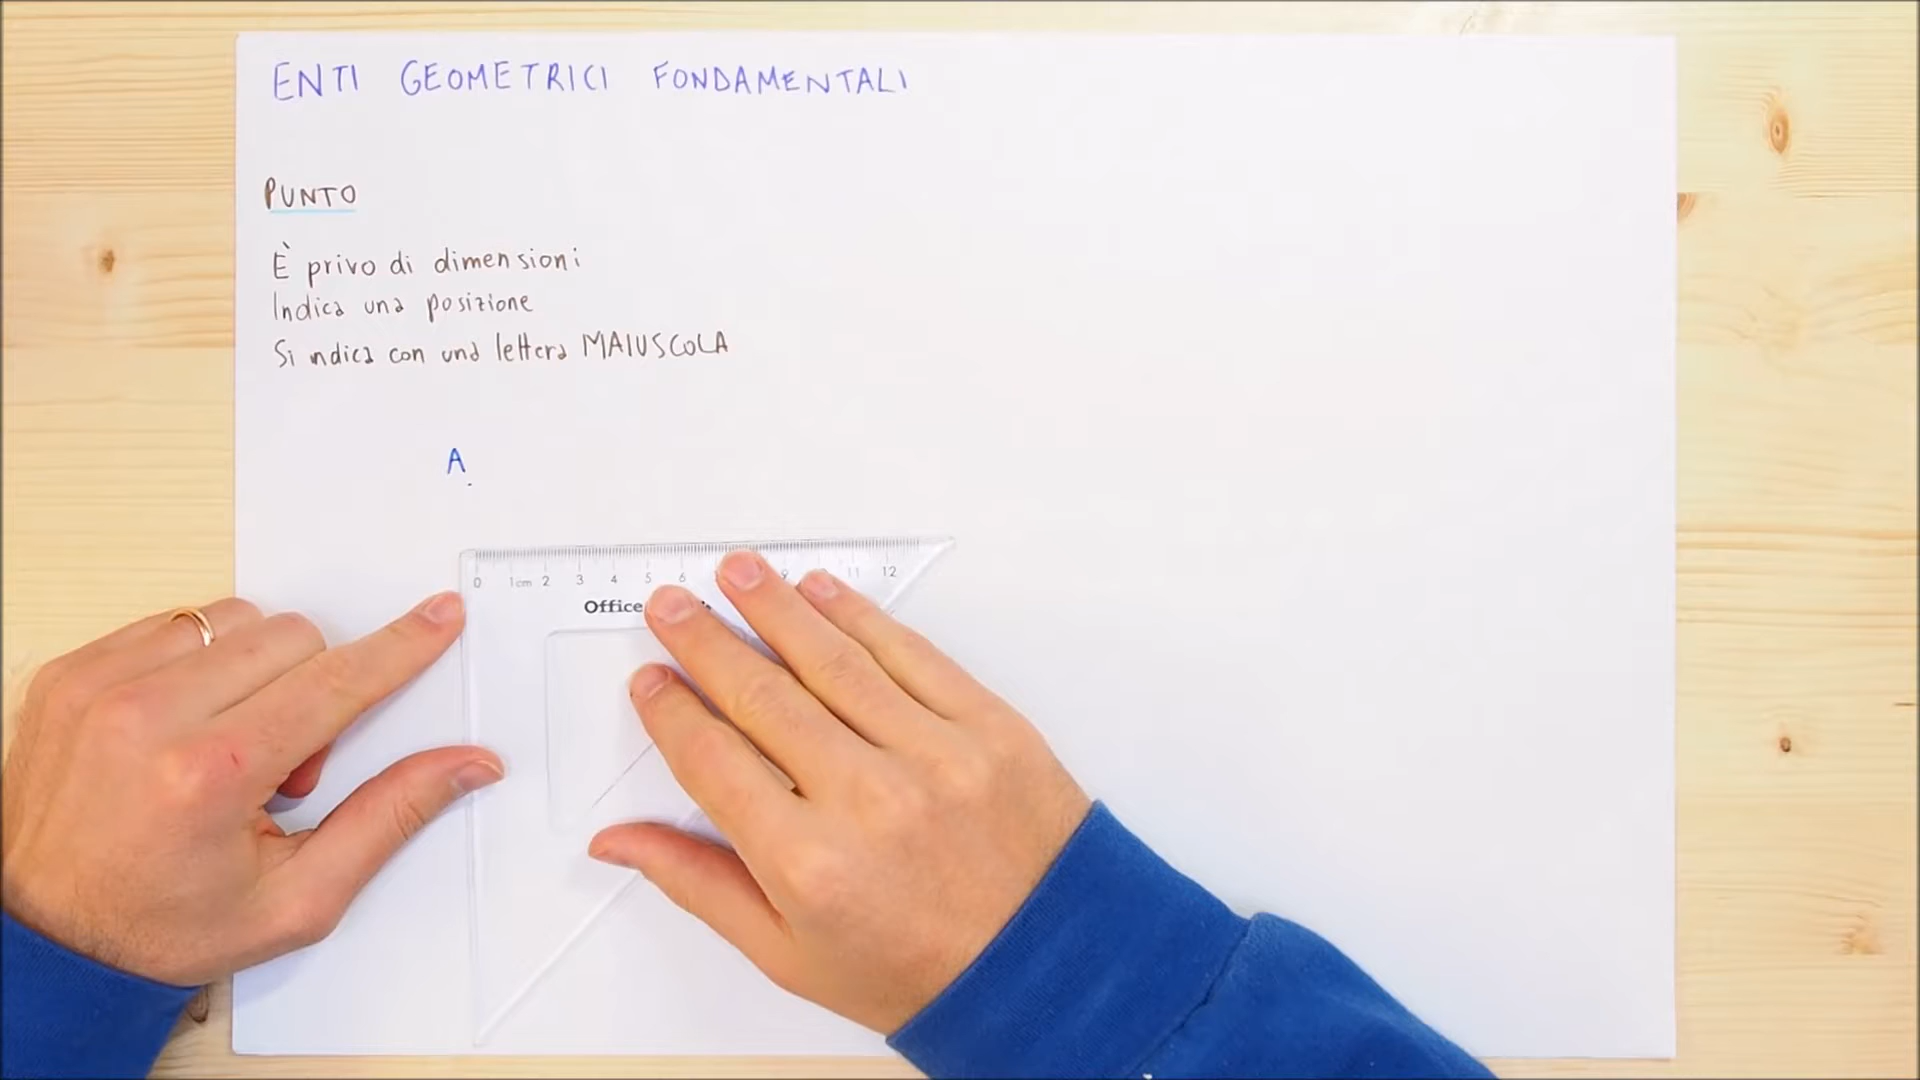 ENTI GEOMETRICI FONDAMENTALI
PUNTO
È privo di dimensioni
Indica una posizione
Si indica con una lettera MAIUSCOLA
A
0 1cm 2 3 4 5 6 9 11 12
Office